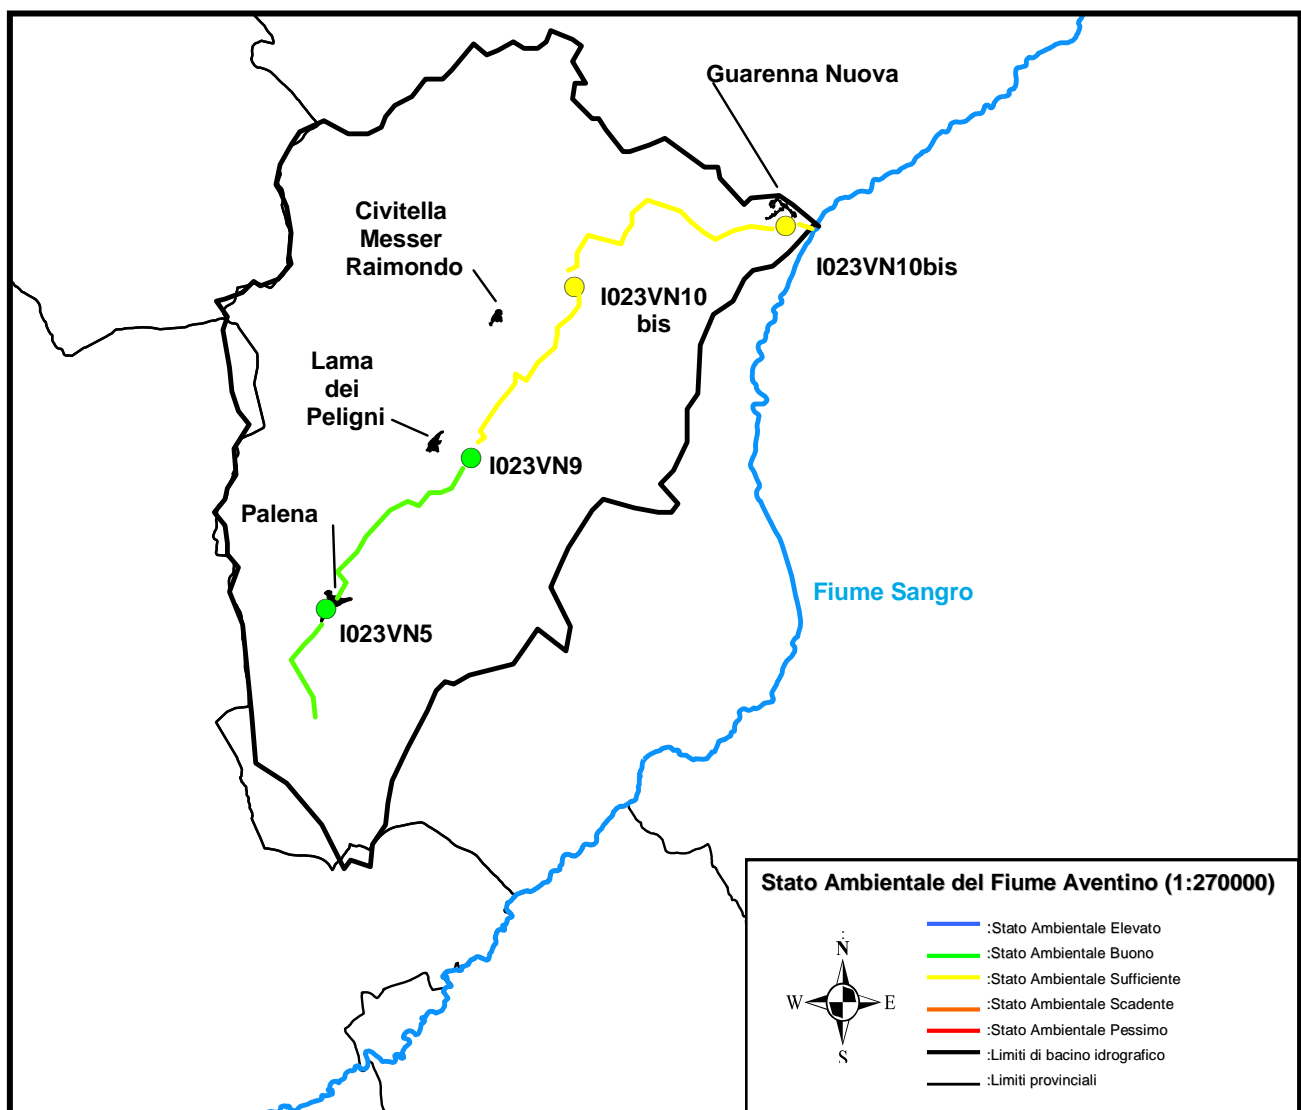 Guarenna Nuova
Civitella
Messer
Raimondo
I023VN10bis
I023VN10
bis
Lama
dei
Peligni
I023VN9
Palena
Fiume Sangro
I023VN5
Stato Ambientale del Fiume Aventino (1:270000)
:
N
W
E
S
:Stato Ambientale Elevato
:Stato Ambientale Buono
:Stato Ambientale Sufficiente
:Stato Ambientale Scadente
:Stato Ambientale Pessimo
:Limiti di bacino idrografico
:Limiti provinciali